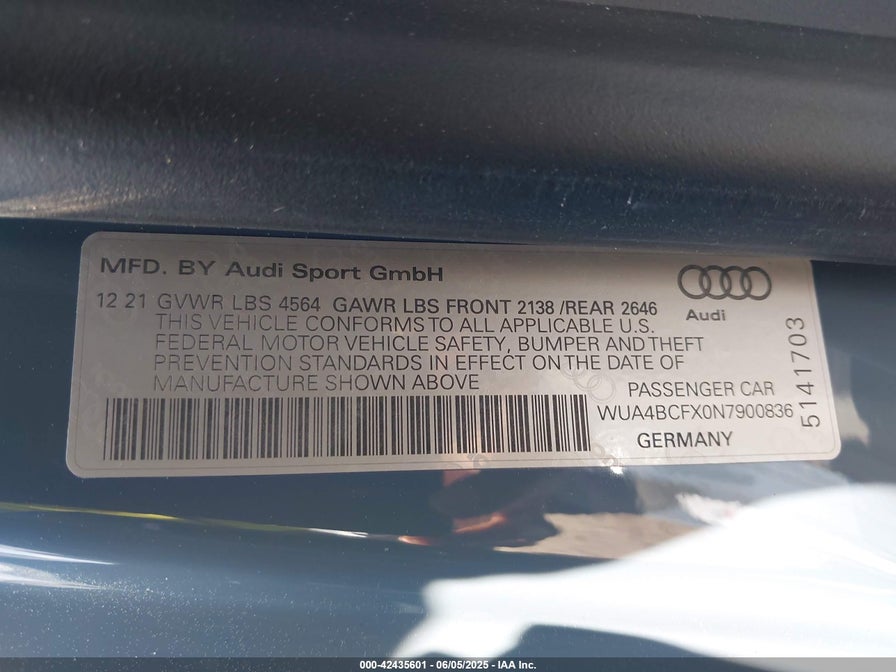 MFD. BY Audi Sport GmbH
12 21 GVWR LBS 4564 GAWR LBS FRONT 2138 /REAR 2646
THIS VEHICLE CONFORMS TO ALL APPLICABLE U.S.
FEDERAL MOTOR VEHICLE SAFETY, BUMPER AND THEFT
PREVENTION STANDARDS IN EFFECT ON THE DATE OF
MANUFACTURE SHOWN ABOVE
Audi
PASSENGER CAR
WUA4BCFX0N7900836
GERMANY
5141703
000-42435601 - 06/05/2025 - IAA Inc.